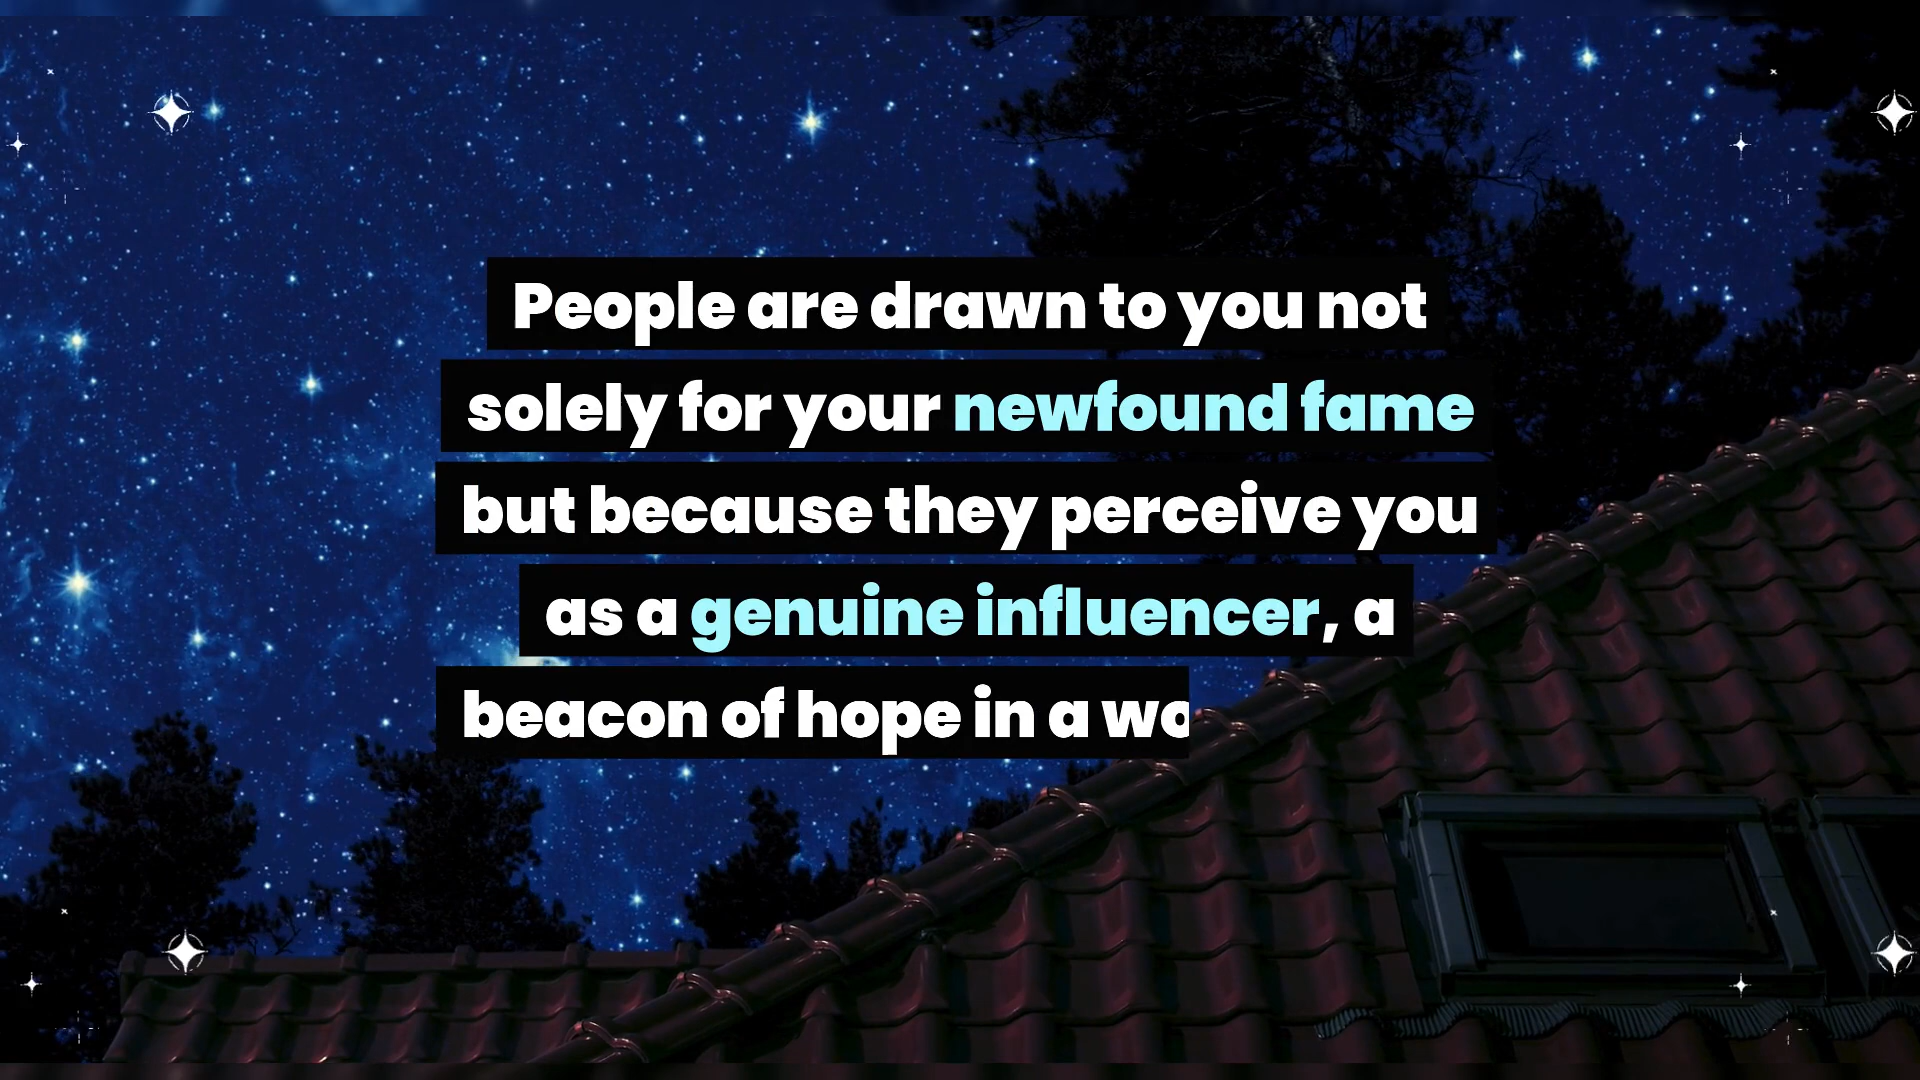 People are drawn to you not
solely for your newfound fame
but because they perceive you
as a genuine influencer, a
beacon of hope in a